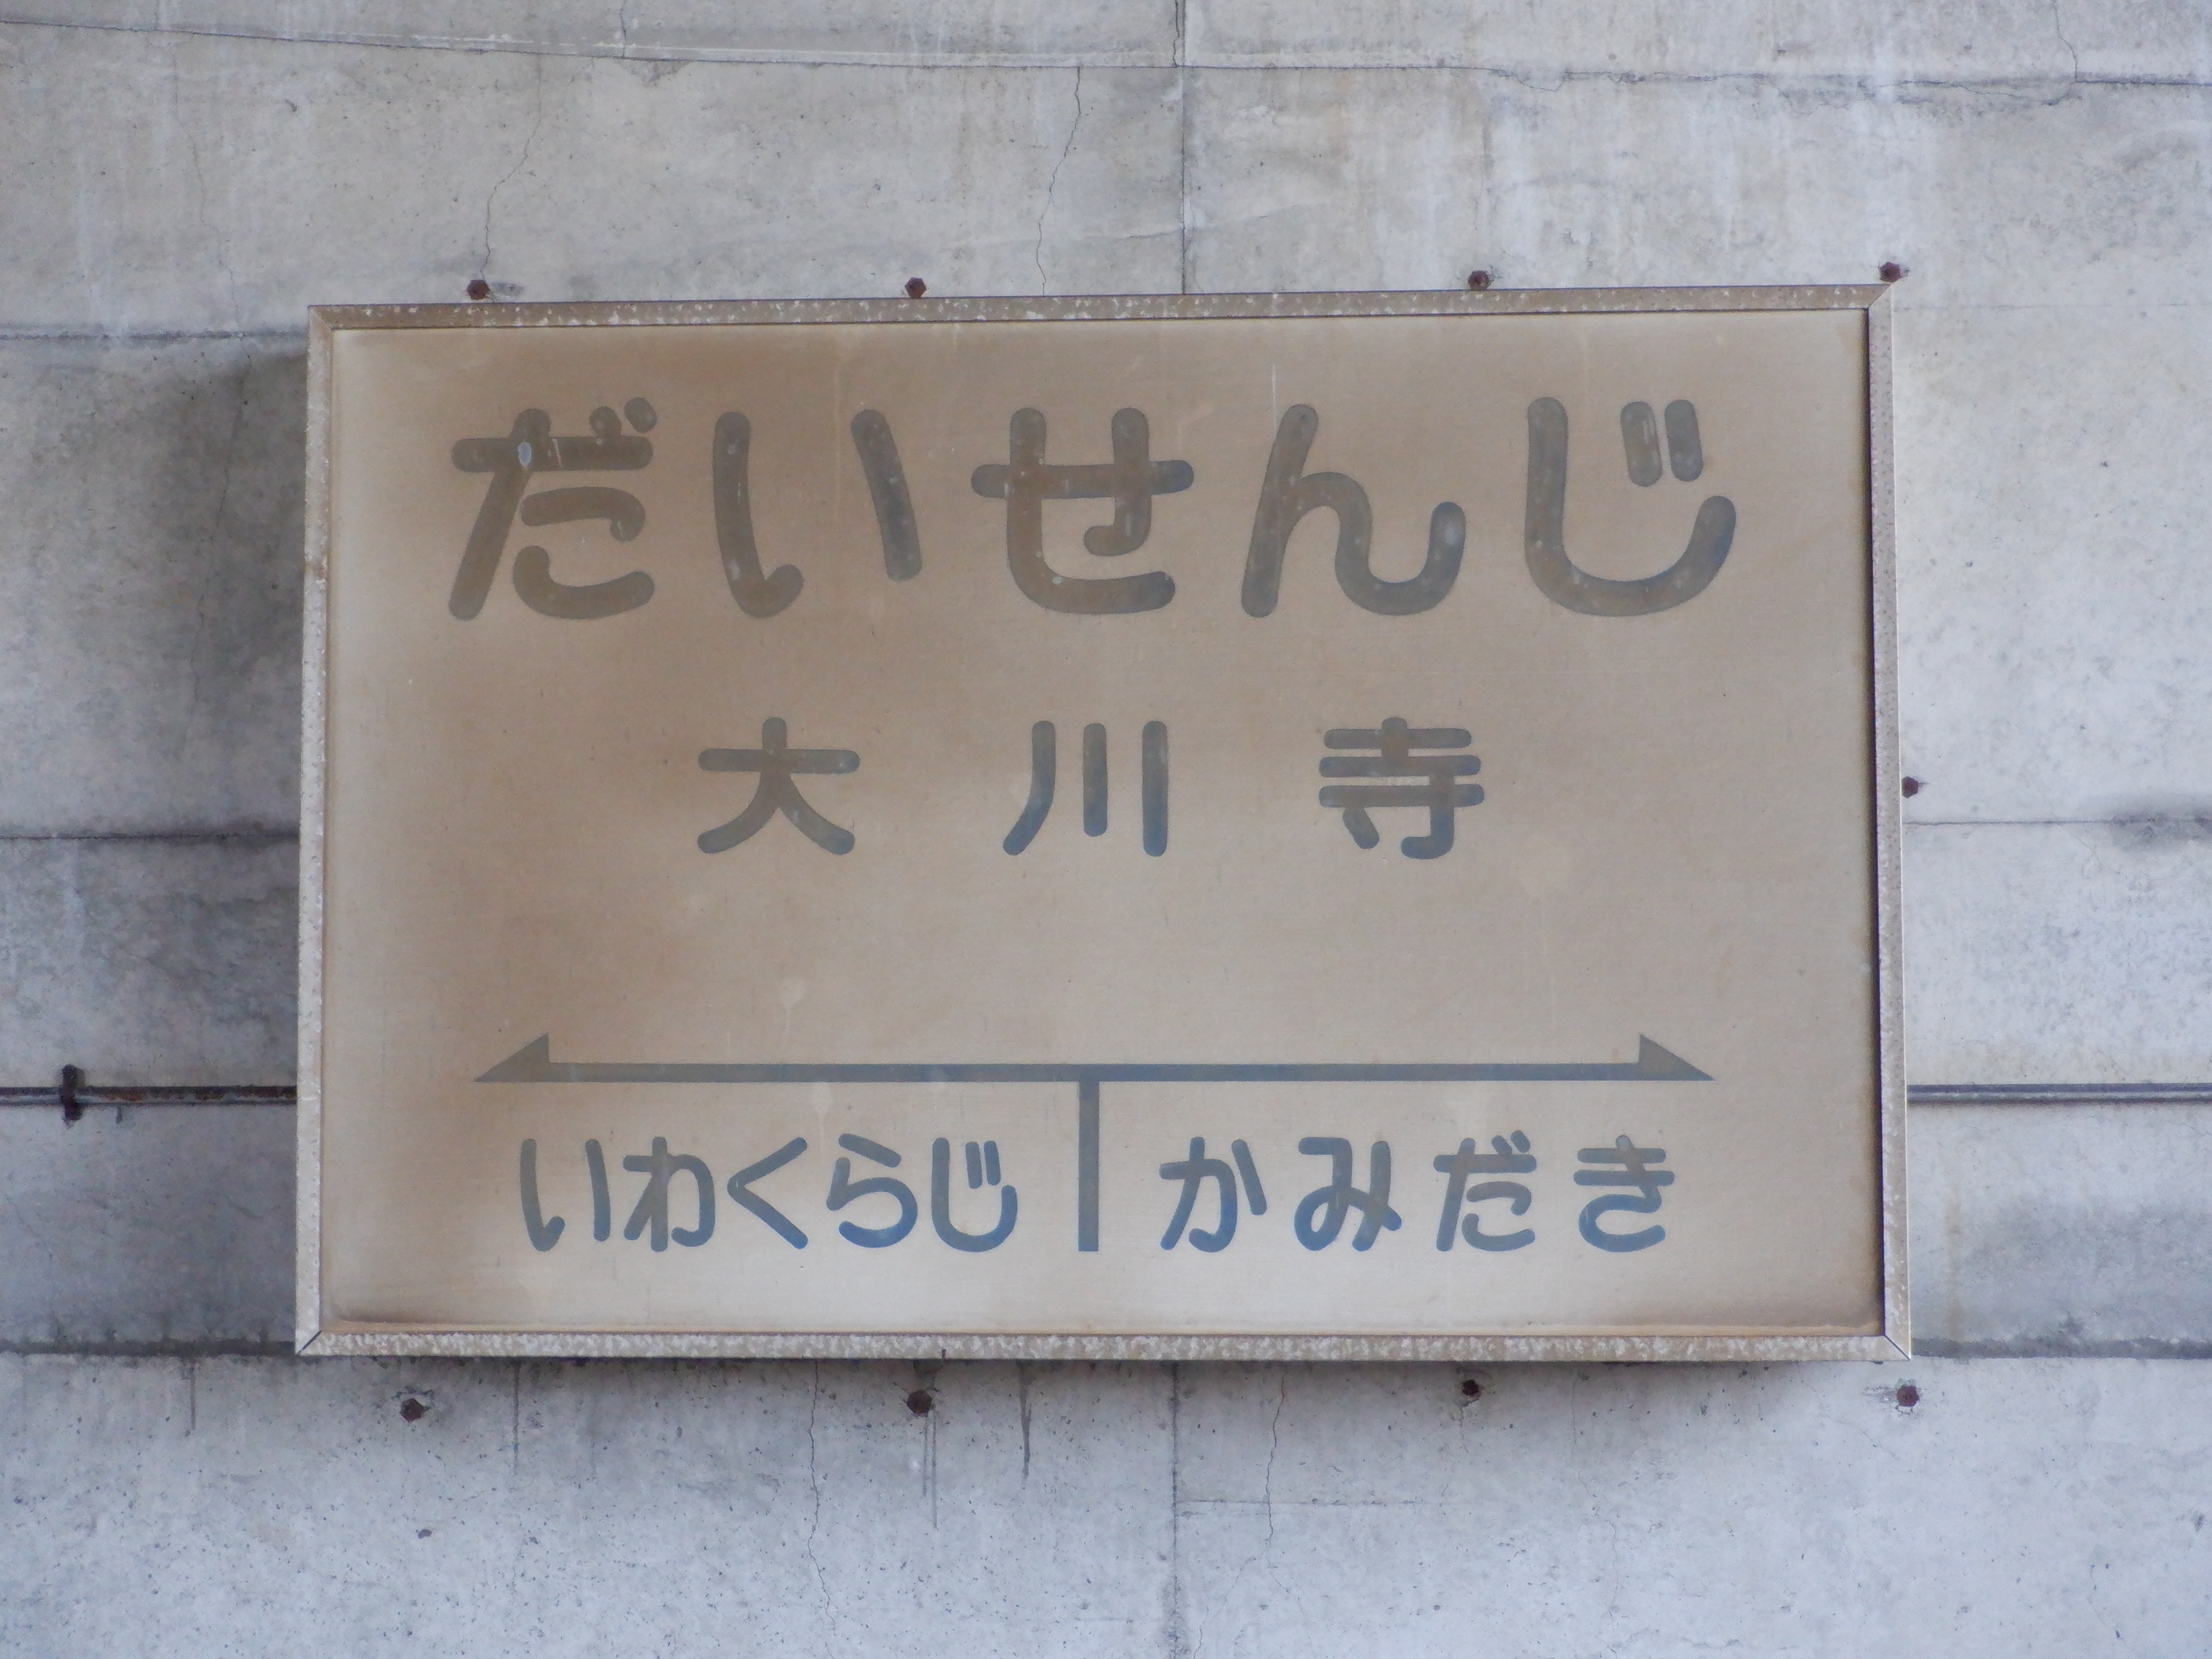 だいせんじ
大川寺
いわくらじ かみだき